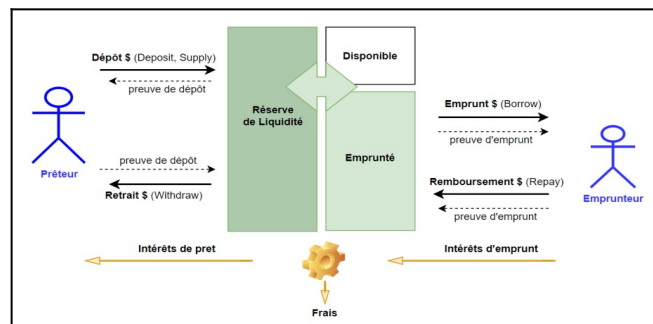 Dépôt $ (Deposit, Supply)
preuve de dépôt
Prêteur
preuve de dépôt
Retrait $ (Withdraw)
Réserve
de Liquidité
Disponible
Emprunté
Emprunt $ (Borrow)
preuve d'emprunt
Remboursement $ (Repay)
preuve d'emprunt
Emprunteur
Intérêts de pret
Intérêts d'emprunt
Frais